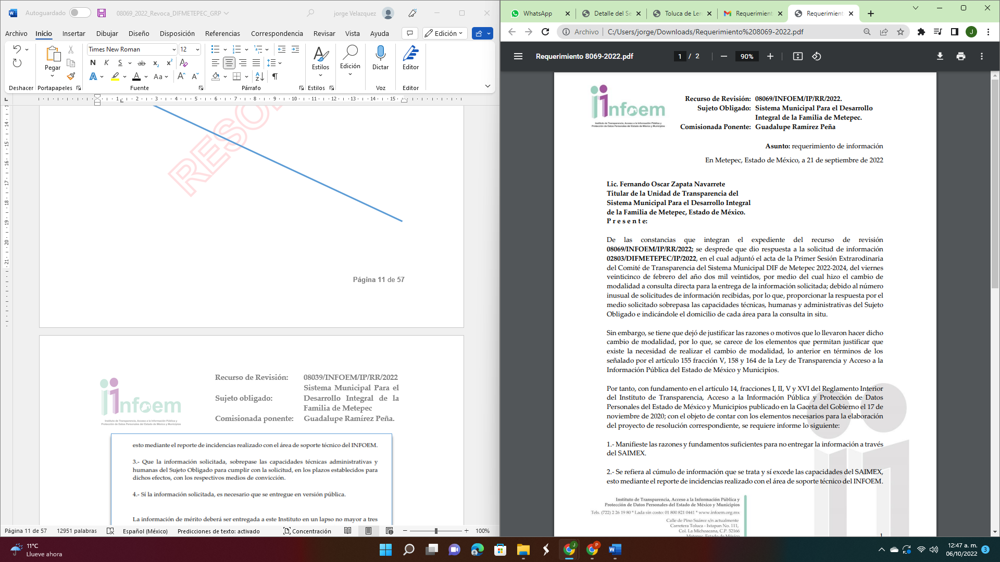 Autoguardado
08069_2022_Revoca_DIFMETEPEC_GRP
jorge Velazquez
Archivo Inicio Insertar Dibujar Diseño Disposición Referencias Correspondencia Revisar Vista Ayuda Edición
Times New Roman 12
Pegar
N K S ab x₂ x²
A A Aa A A
Estilos Edición Dictar Editor
Deshacer Portapapeles Fuente Párrafo Estilos Voz Editor
Página 11 de 57
Infoem
Instituto de Transparencia, Acceso a la Información Pública y
Protección de Datos Personales del Estado de México y Municipios
Recurso de Revisión: 08039/INFOEM/IP/RR/2022
Sujeto obligado: Sistema Municipal Para el
Desarrollo Integral de la
Familia de Metepec
Comisionada ponente: Guadalupe Ramírez Peña.
esto mediante el reporte de incidencias realizado con el área de soporte técnico del INFOEM.
3.- Que la información solicitada, sobrepase las capacidades técnicas administrativas y
humanas del Sujeto Obligado para cumplir con la solicitud, en los plazos establecidos para
dichos efectos, con los respectivos medios de convicción.
4.- Sí la información solicitada, es necesario que se entregue en versión pública.
La información de mérito deberá ser entregada a este Instituto en un lapso no mayor a tres
Página 11 de 57 12951 palabras Español (México) Predicciones de texto: activado Concentración 100%
WhatsApp
Detalle del Se
Toluca de Ler
Requerimient
Requerimient
Archivo C:/Users/jorge/Downloads/Requerimiento%208069-2022.pdf
J
Requerimiento 8069-2022.pdf 1 / 2 90%
Infoem
Instituto de Transparencia, Acceso a la Información Pública y
Protección de Datos Personales del Estado de México y Municipios
Recurso de Revisión: 08069/INFOEM/IP/RR/2022.
Sujeto Obligado: Sistema Municipal Para el Desarrollo
Integral de la Familia de Metepec.
Comisionada Ponente: Guadalupe Ramírez Peña
Asunto: requerimiento de información
En Metepec, Estado de México, a 21 de septiembre de 2022
Lic. Fernando Oscar Zapata Navarrete
Titular de la Unidad de Transparencia del
Sistema Municipal Para el Desarrollo Integral
de la Familia de Metepec, Estado de México.
P r e s e n t e:
De las constancias que integran el expediente del recurso de revisión
08069/INFOEM/IP/RR/2022; se desprede que dio respuesta a la solicitud de información
02803/DIFMETEPEC/IP/2022, en el cual adjuntó el acta de la Primer Sesión Extrarodinaria
del Comité de Transparencia del Sistema Municipal DIF de Metepec 2022-2024, del viernes
veinticinco de febrero del año dos mil veintidos, por medio del cual hizo el cambio de
modalidad a consulta directa para la entrega de la información solicitada; debido al número
inusual de solicitudes de información recibidas, por lo que, proporcionar la respuesta por el
medio solicitado sobrepasa las capacidades técnicas, humanas y administrativas del Sujeto
Obligado e indicándole el domicilio de cada área para la consulta in situ.
Sin embargo, se tiene que dejó de justificar las razones o motivos que lo llevaron hacer dicho
cambio de modalidad, por lo que, se carece de los elementos que permitan justificar que
existe la necesidad de realizar el cambio de modalidad, lo anterior en términos de los
señalado por el artículo 155 fracción V, 158 y 164 de la Ley de Transparencia y Acceso a la
Información Pública del Estado de México y Municipios.
Por tanto, con fundamento en el artículo 14, fracciones I, II, V y XVI del Reglamento Interior
del Instituto de Transparencia, Acceso a la Información Pública y Protección de Datos
Personales del Estado de México y Municipios publicado en la Gaceta del Gobierno el 17 de
noviembre de 2020; con el objeto de contar con los elementos necesarios para la elaboración
del proyecto de resolución correspondiente, se requiere informe lo siguiente:
1.- Manifieste las razones y fundamentos suficientes para no entregar la información a través
del SAIMEX.
2.- Se refiera al cúmulo de información que se trata y sí excede las capacidades del SAIMEX,
esto mediante el reporte de incidencias realizado con el área de soporte técnico del INFOEM.
Instituto de Transparencia, Acceso a la Información Pública y
Protección de Datos Personales del Estado de México y Municipios
Tels. (722) 2 26 19 80 * Lada sin costo: 01 800 821 0441 * www.infoem.org.mx
Calle de Pino Suárez s/n actualmente
Carretera Toluca - Ixtapan No. 111,
Col. La Michoacana, C.P. 52166
Metepec, Estado de México
1
11°C
Llueve ahora
12:47 a. m.
06/10/2022
3